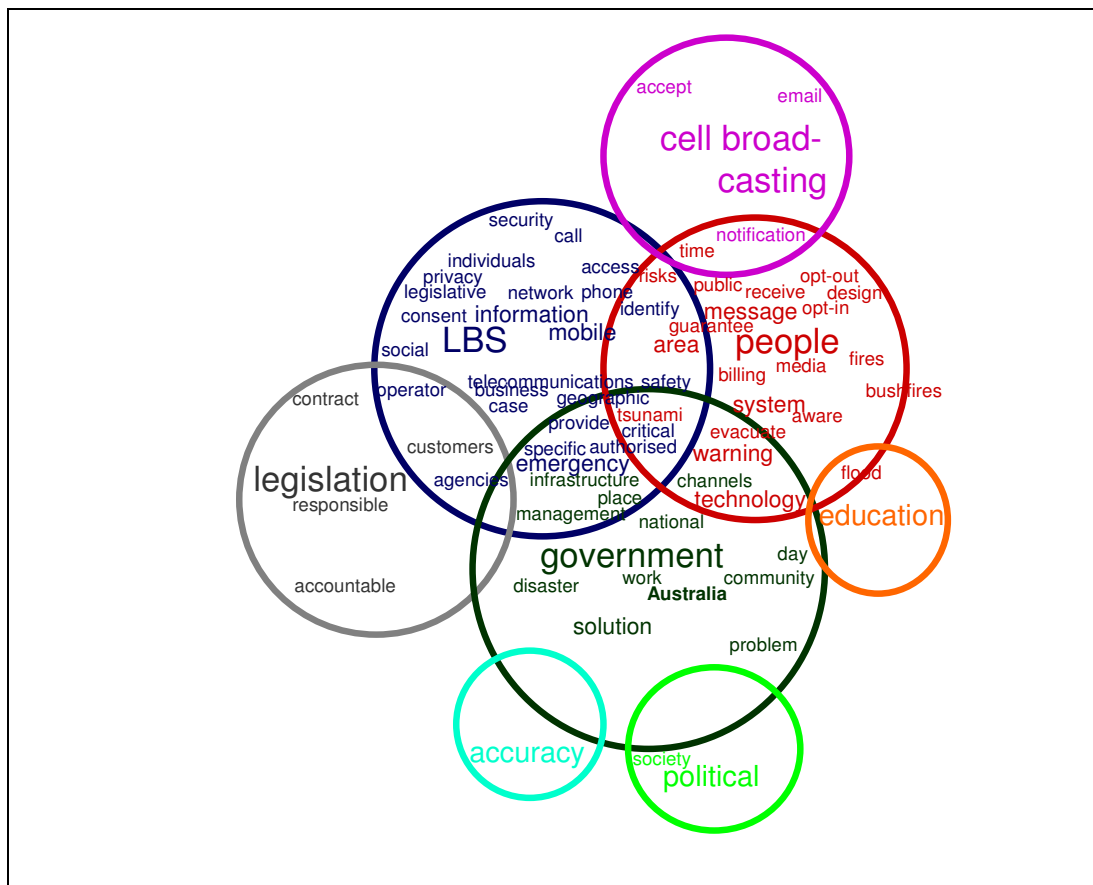 accept
email
cell broad-
casting
notification
security
call
time
individuals
access
risks
privacy
public
opt-out
legislative
network
phone
receive
design
consent
information
identify
message
opt-in
LBS
mobile
guarantee
area
people
social
media
fires
operator
telecommunications
safety
billing
bushfires
business
geographic
contract
case
tsunami
system
aware
provide
critical
evacuate
customers
specific
authorised
warning
legislation
agencies
emergency
infrastructure
channels
flood
responsible
place
technology
management
national
education
government
day
accountable
disaster
work
community
Australia
solution
problem
accuracy
society
political